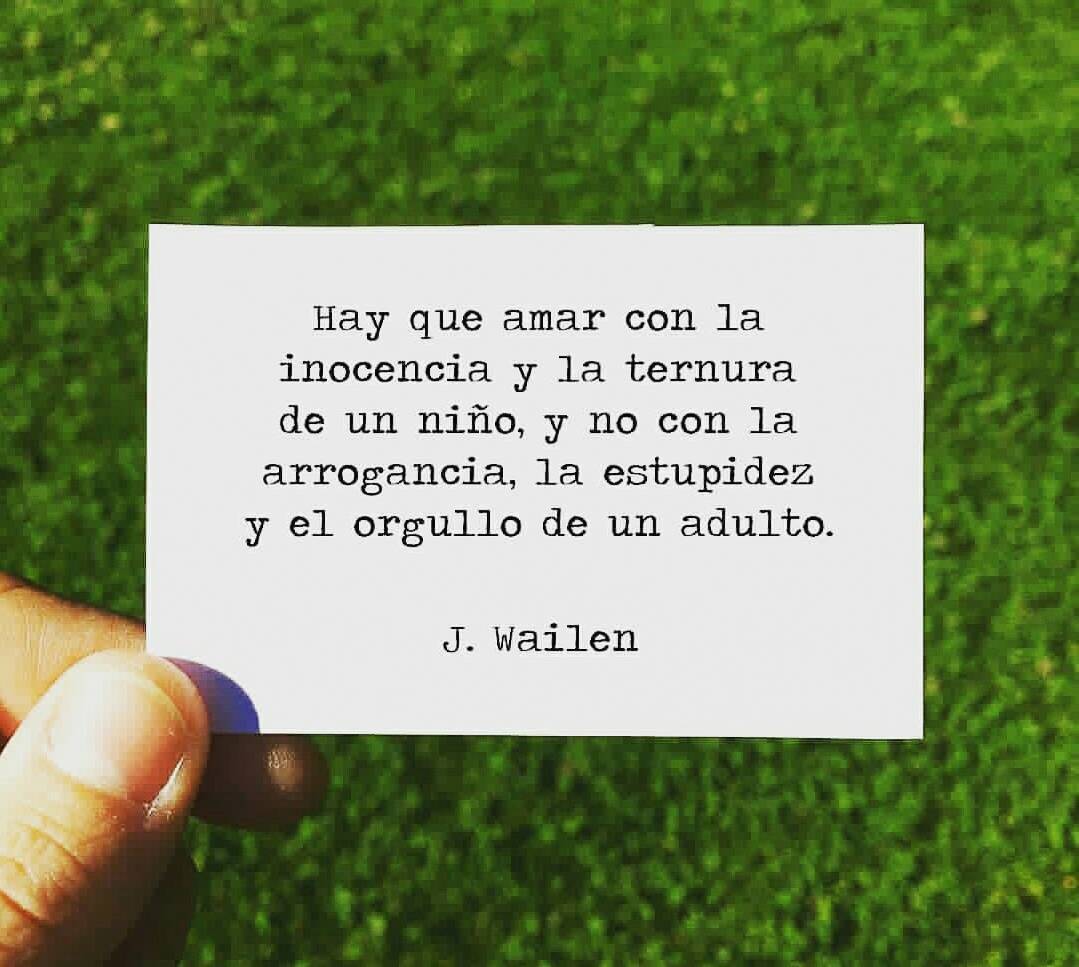 Hay que amar con la
inocencia y la ternura
de un niño, y no con la
arrogancia, la estupidez
y el orgullo de un adulto.
J. Wailen